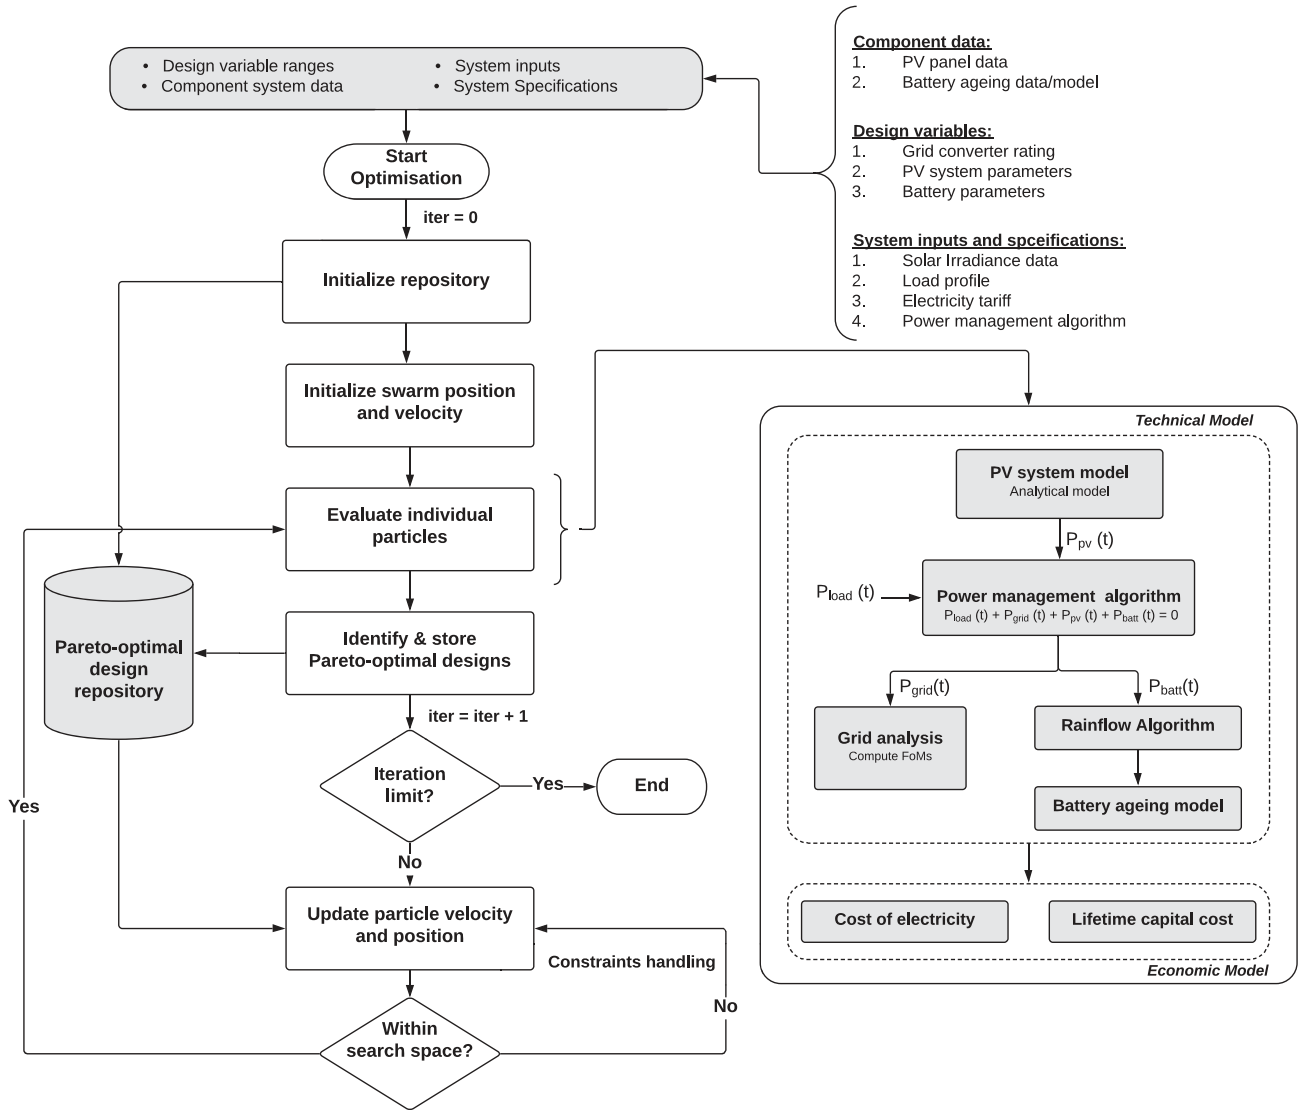 • Design variable ranges
• Component system data
• System inputs
• System Specifications
Component data:
1. PV panel data
2. Battery ageing data/model
Design variables:
1. Grid converter rating
2. PV system parameters
3. Battery parameters
System inputs and spceifications:
1. Solar Irradiance data
2. Load profile
3. Electricity tariff
4. Power management algorithm
Start
Optimisation
iter = 0
Initialize repository
Initialize swarm position
and velocity
Evaluate individual
particles
Identify & store
Pareto-optimal designs
Pareto-optimal
design
repository
iter = iter + 1
Iteration
limit?
Yes
End
No
Update particle velocity
and position
Constraints handling
Within
search space?
Yes
No
Technical Model
PV system model
Analytical model
Ppv (t)
Pload (t)
Power management algorithm
Pload (t) + Pgrid (t) + Ppv (t) + Pbatt (t) = 0
Pgrid(t)
Pbatt(t)
Grid analysis
Compute FoMs
Rainflow Algorithm
Battery ageing model
Cost of electricity
Lifetime capital cost
Economic Model